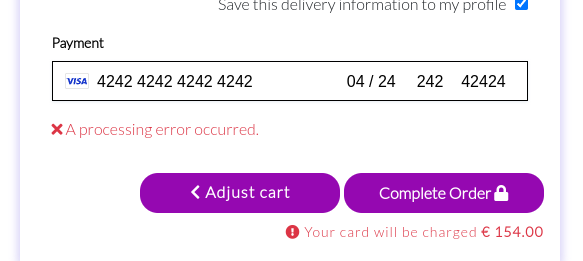 Save this delivery information to my profile
Payment
VISA 4242 4242 4242 4242 04 / 24 242 42424
A processing error occurred.
Adjust cart Complete Order
Your card will be charged € 154.00